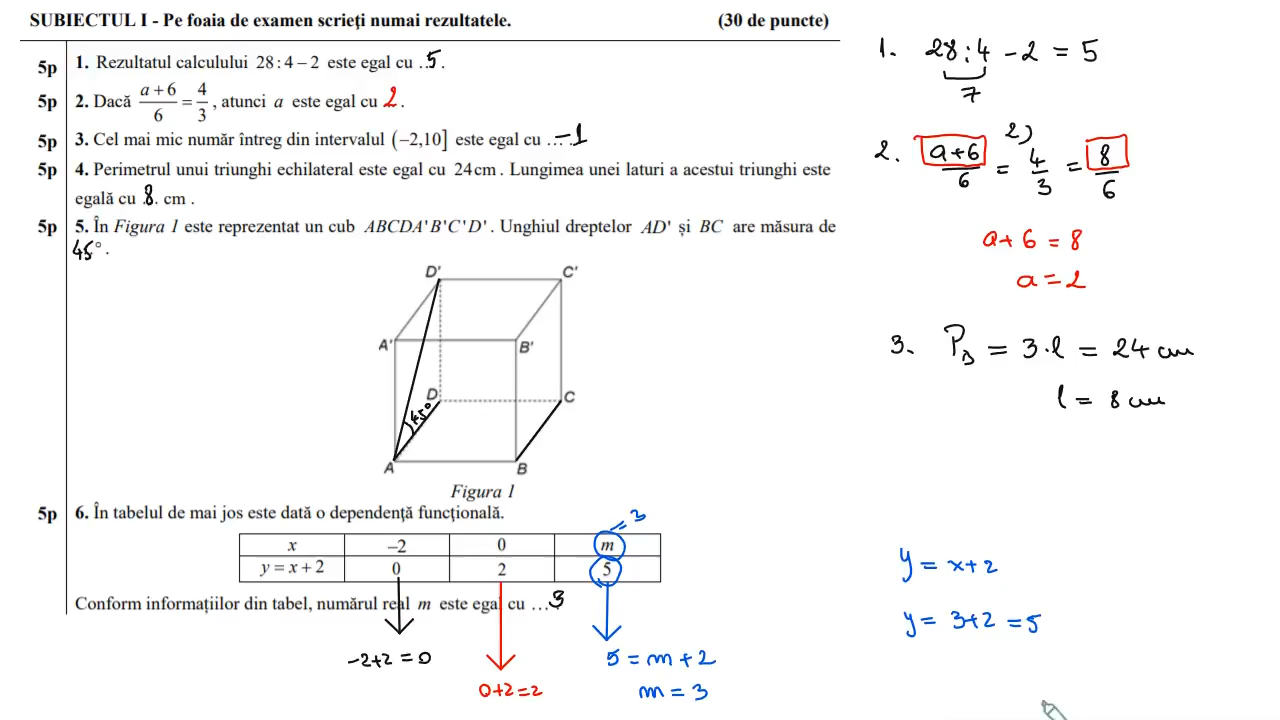 SUBIECTUL I - Pe foaia de examen scrieți numai rezultatele. (30 de puncte)
5p 1. Rezultatul calculului 28 : 4 – 2 este egal cu ..5.
5p 2. Dacă (a+6)/6 = 4/3, atunci a este egal cu 2.
5p 3. Cel mai mic număr întreg din intervalul (−2,10] este egal cu … −1
5p 4. Perimetrul unui triunghi echilateral este egal cu 24 cm. Lungimea unei laturi a acestui triunghi este
egală cu 8 cm.
5p 5. În Figura 1 este reprezentat un cub ABCDA'B'C'D'. Unghiul dreptelor AD' și BC are măsura de
45°.
D' C'
A' B'
D C
45°
A B
Figura 1
5p 6. În tabelul de mai jos este dată o dependență funcțională.
= 3
x −2 0 m
y = x + 2 0 2 5
Conform informațiilor din tabel, numărul real m este egal cu …3
-2+2 = 0
0+2=2
5 = m + 2
m = 3
1. 28 : 4 - 2 = 5
7
2. (a+6)/6 = 2) 4/3 = 8/6
a + 6 = 8
a = 2
3. PΔ = 3 · l = 24 cm
l = 8 cm
y = x+2
y = 3+2 = 5